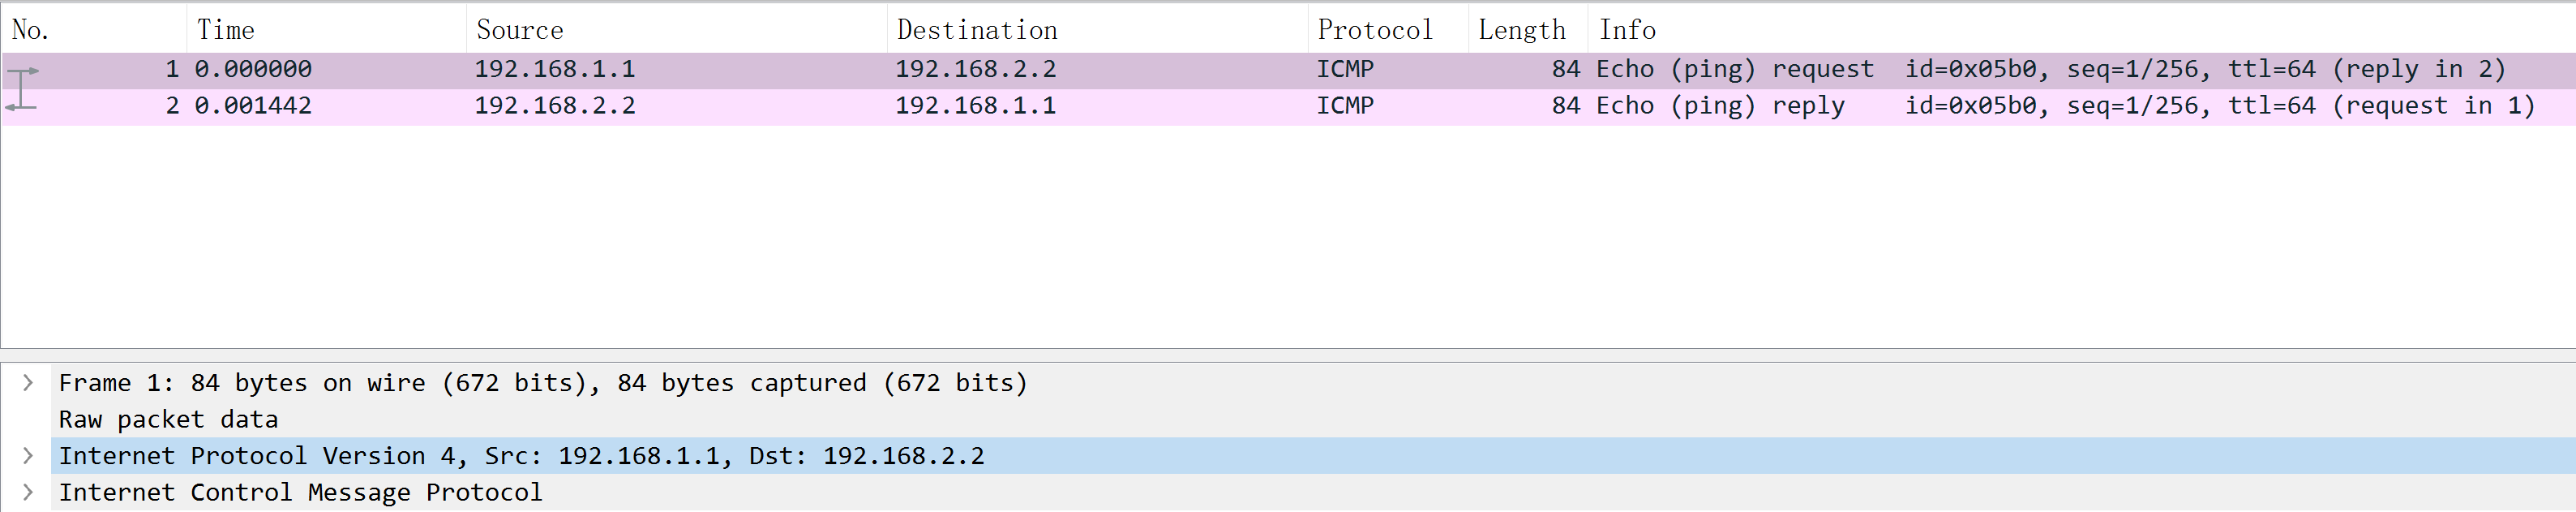 No. Time Source Destination Protocol Length Info
1 0.000000 192.168.1.1 192.168.2.2 ICMP 84 Echo (ping) request id=0x05b0, seq=1/256, ttl=64 (reply in 2)
2 0.001442 192.168.2.2 192.168.1.1 ICMP 84 Echo (ping) reply id=0x05b0, seq=1/256, ttl=64 (request in 1)
Frame 1: 84 bytes on wire (672 bits), 84 bytes captured (672 bits)
Raw packet data
Internet Protocol Version 4, Src: 192.168.1.1, Dst: 192.168.2.2
Internet Control Message Protocol